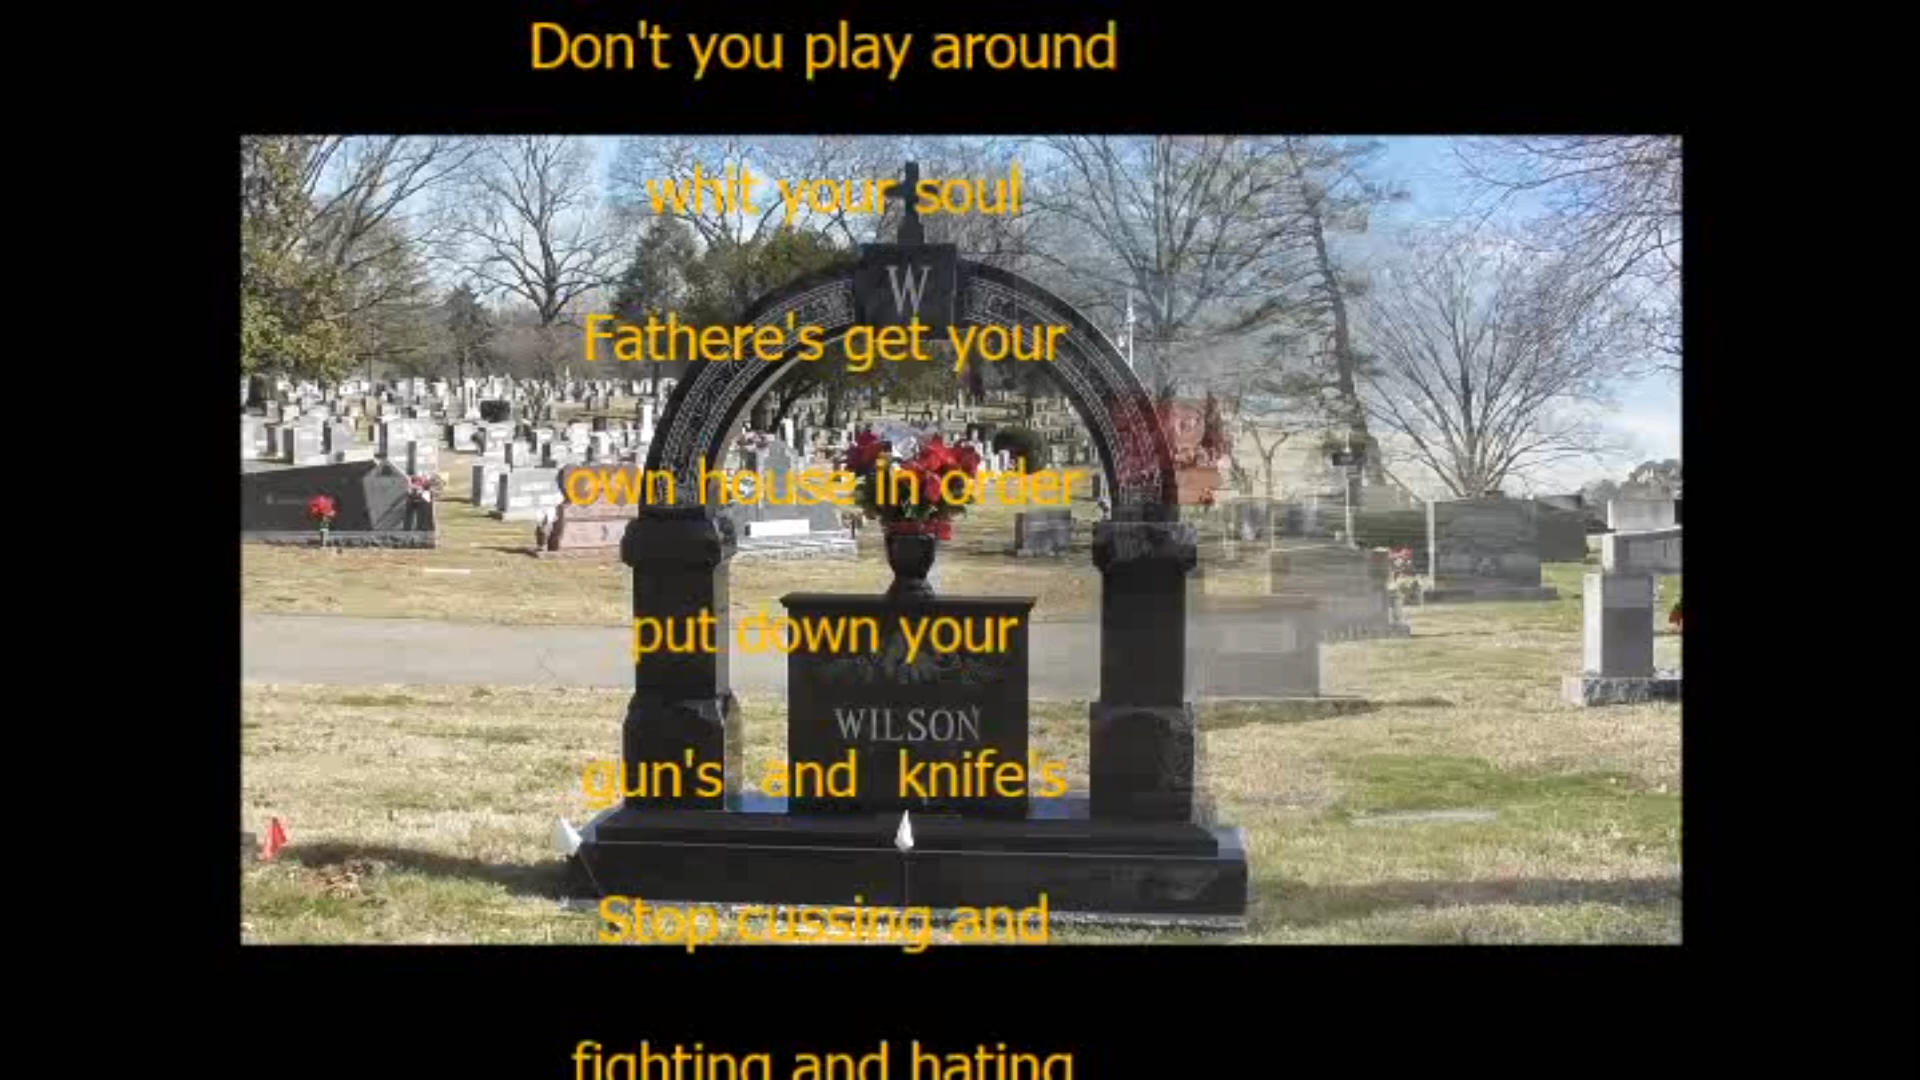 Don't you play around
whit your soul
W
Fathere's get your
own house in order
put down your
WILSON
gun's and knife's
Stop cussing and
fighting and hating